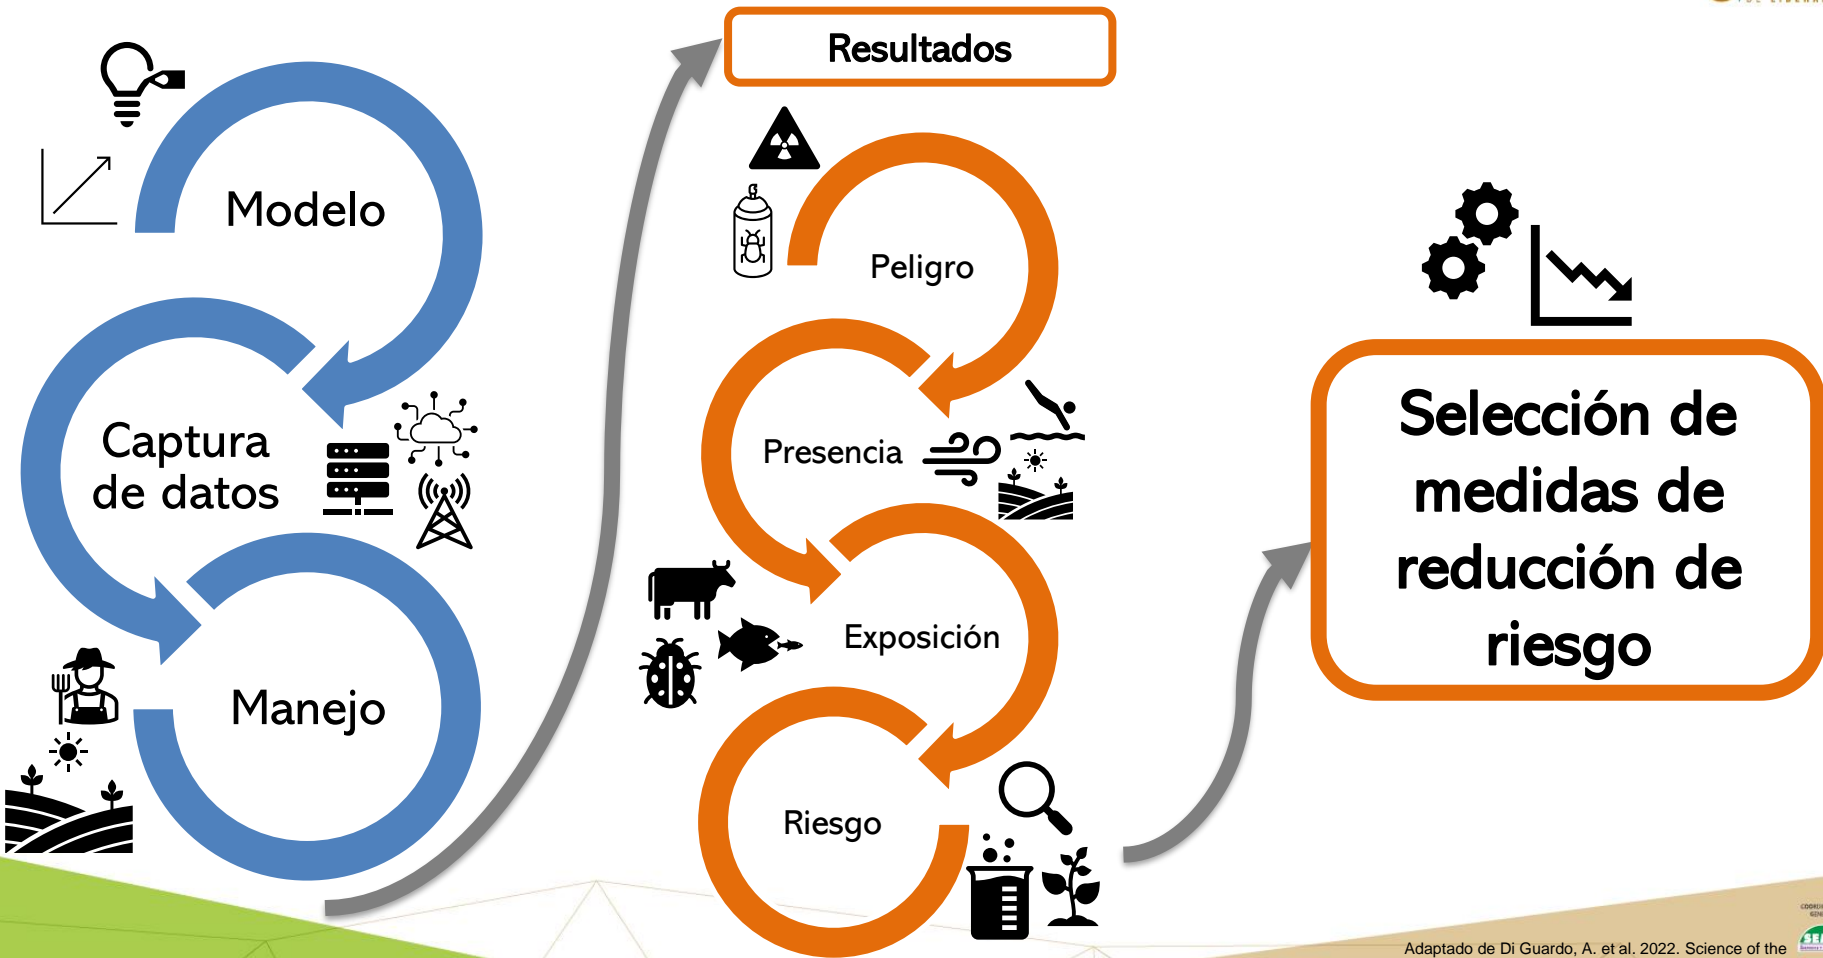 Resultados
Modelo
Captura
de datos
Manejo
Peligro
Presencia
Exposición
Riesgo
Selección de
medidas de
reducción de
riesgo
Adaptado de Di Guardo, A. et al. 2022. Science of the